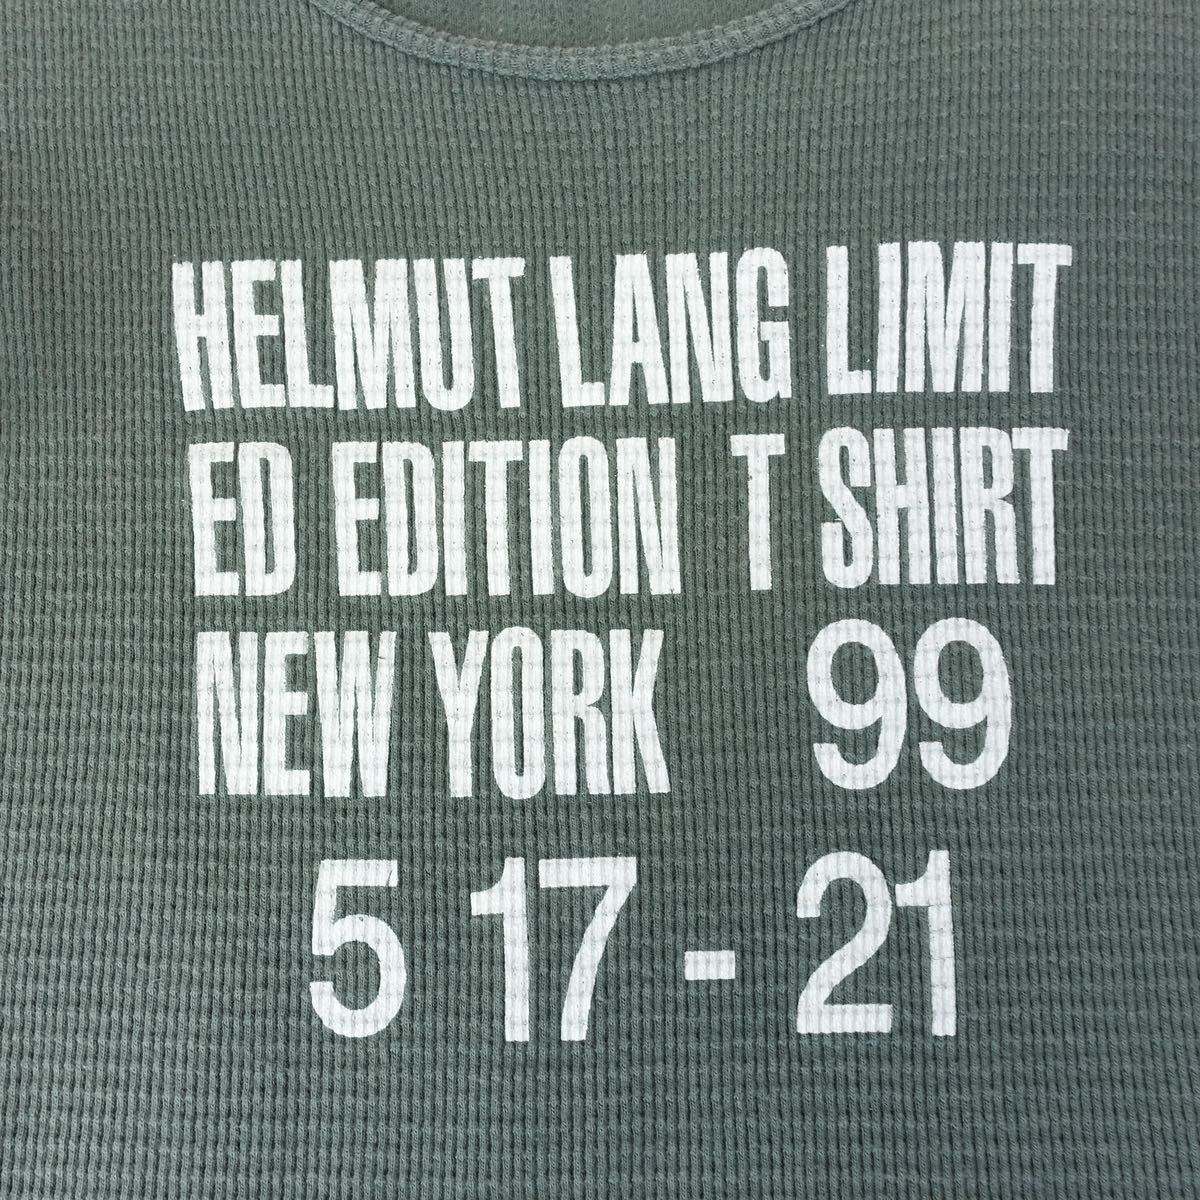 HELMUT LANG LIMIT
ED EDITION T SHIRT
NEW YORK 99
5 17 - 21